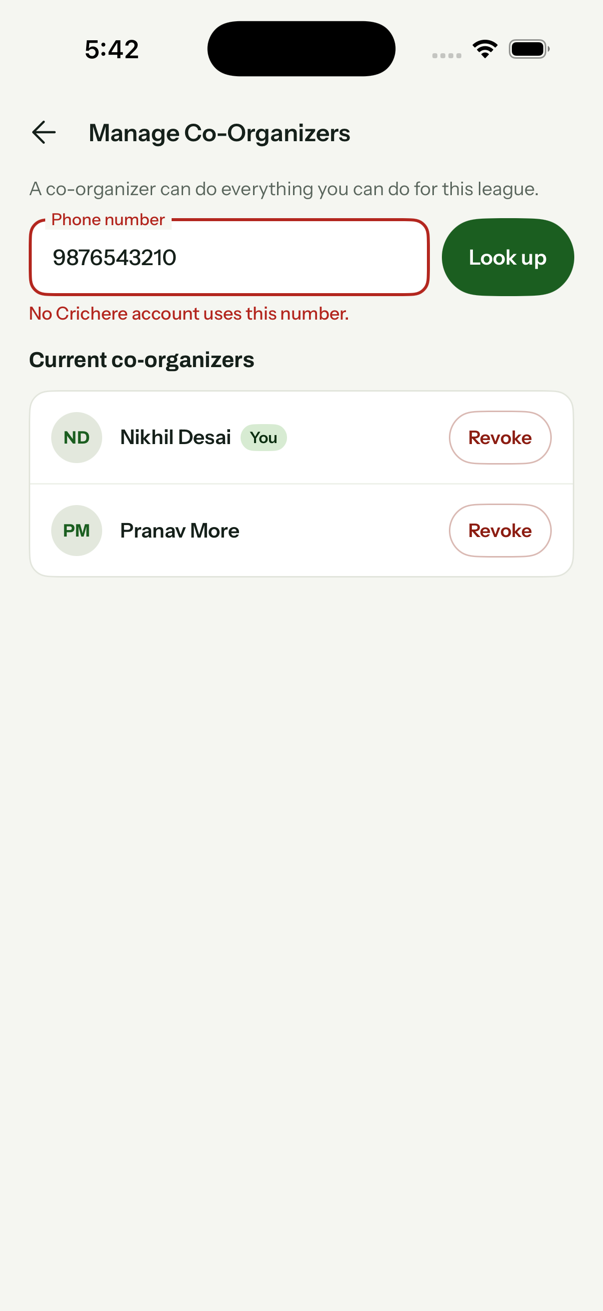 5:42
Manage Co-Organizers
A co-organizer can do everything you can do for this league.
Phone number
9876543210
Look up
No Crichere account uses this number.
Current co-organizers
ND Nikhil Desai You Revoke
PM Pranav More Revoke